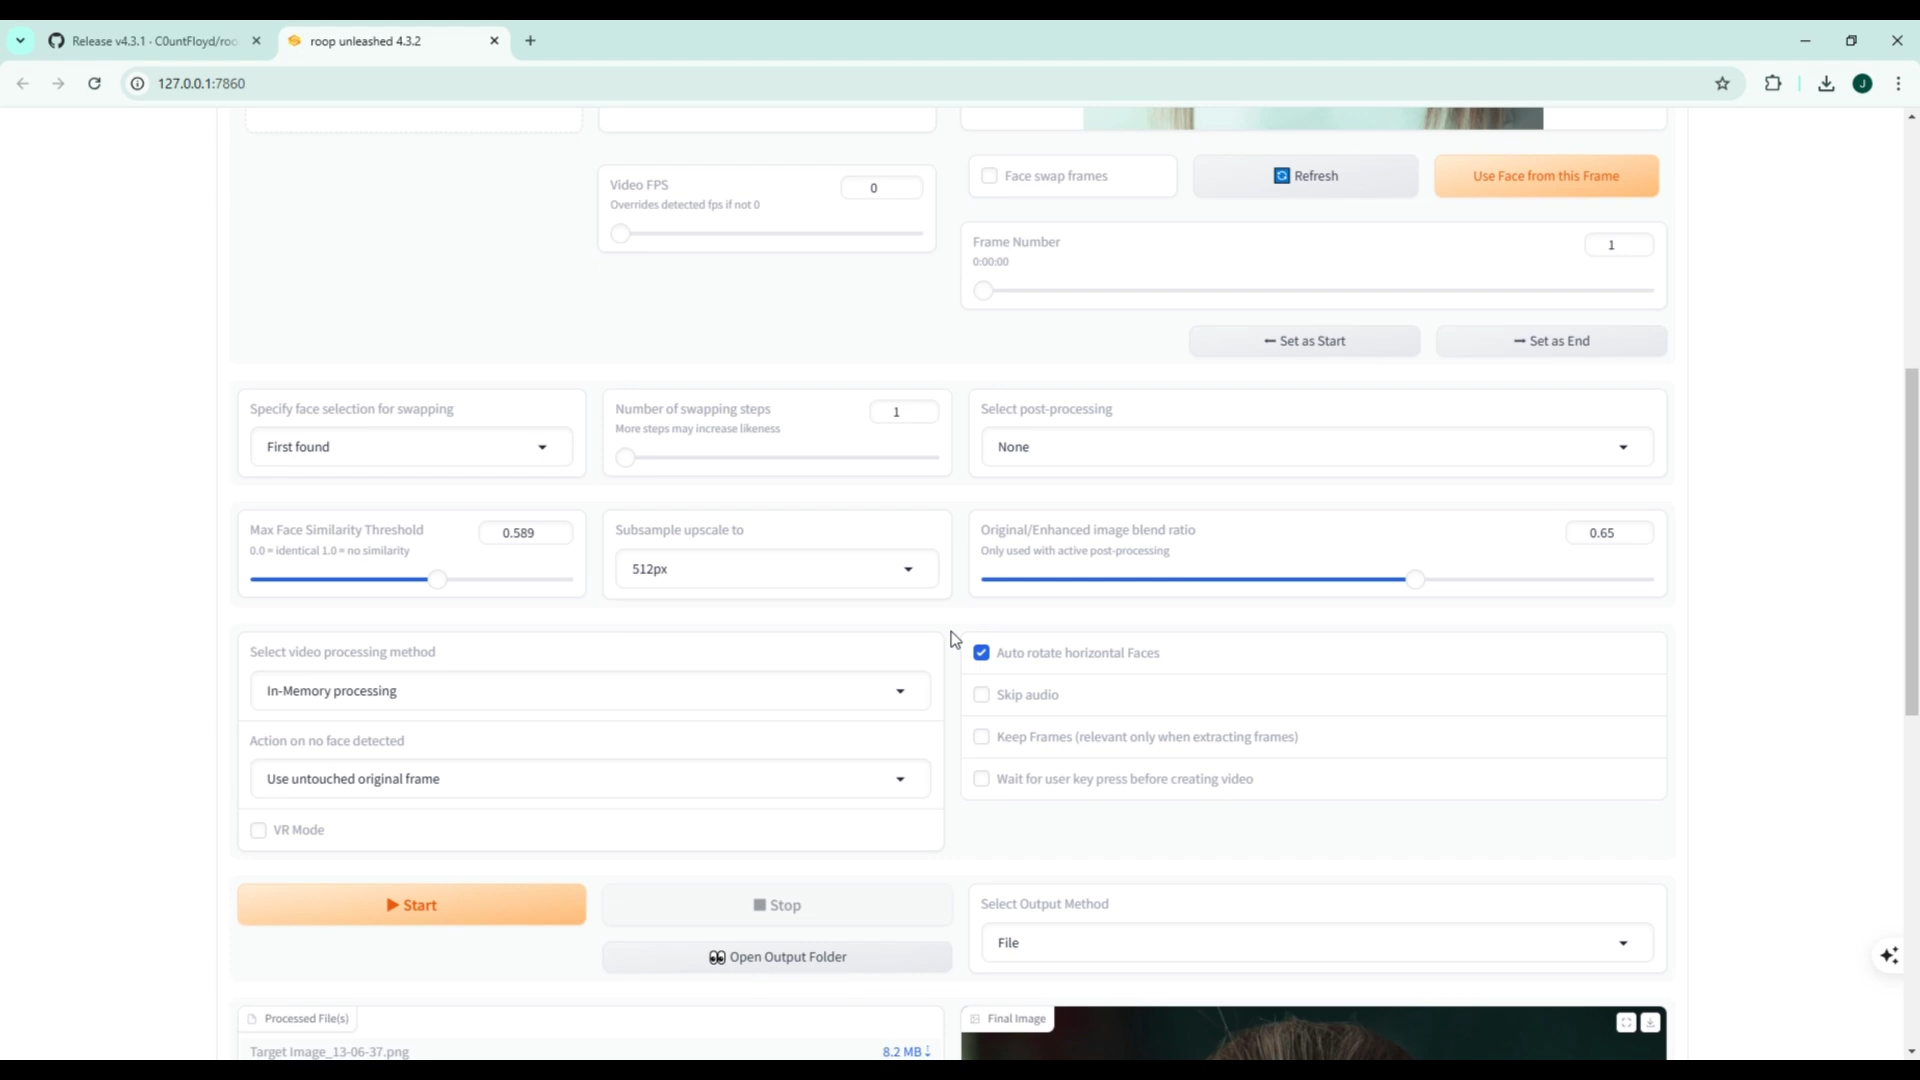 Release v4.3.1 · C0untFloyd/roo
roop unleashed 4.3.2
127.0.0.1:7860
J
Face swap frames
Refresh
Use Face from this Frame
Video FPS
0
Overrides detected fps if not 0
Frame Number
1
0:00:00
Set as Start
Set as End
Specify face selection for swapping
First found
Number of swapping steps
1
More steps may increase likeness
Select post-processing
None
Max Face Similarity Threshold
0.589
0.0 = identical 1.0 = no similarity
Subsample upscale to
512px
Original/Enhanced image blend ratio
0.65
Only used with active post-processing
Select video processing method
In-Memory processing
Action on no face detected
Use untouched original frame
VR Mode
Auto rotate horizontal Faces
Skip audio
Keep Frames (relevant only when extracting frames)
Wait for user key press before creating video
Start
Stop
Open Output Folder
Select Output Method
File
Processed File(s)
Target Image_13-06-37.png
8.2 MB ⇣
Final Image